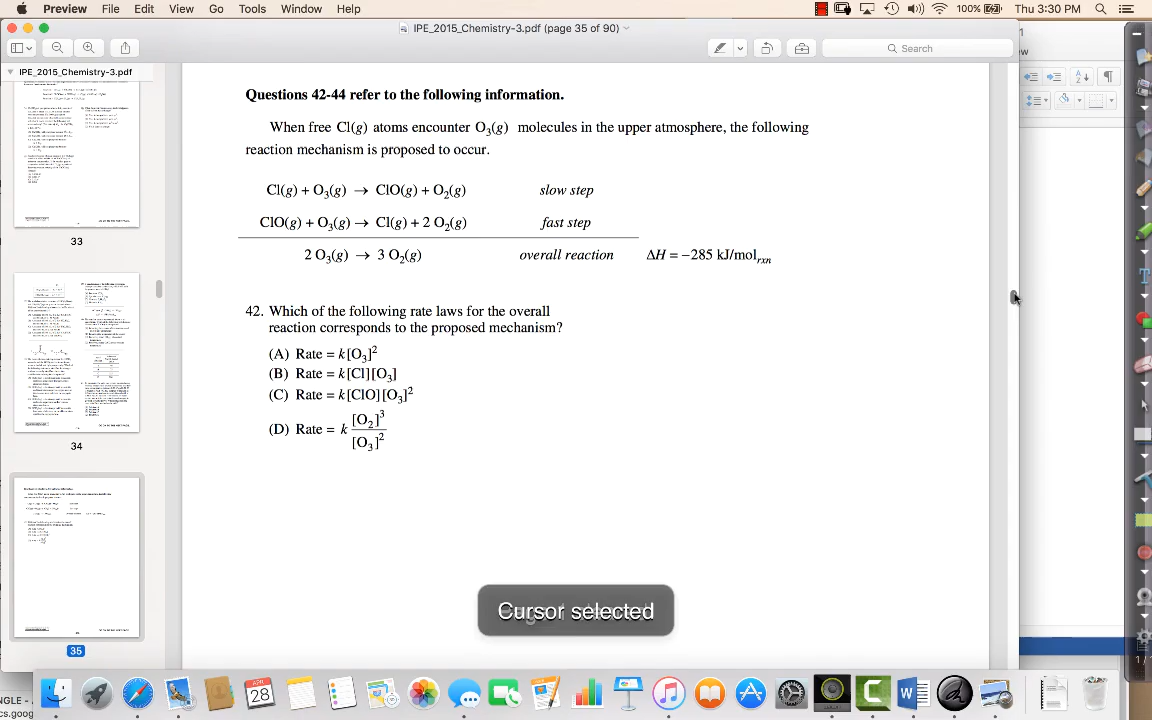 Preview File Edit View Go Tools Window Help 100% Thu 3:30 PM
IPE_2015_Chemistry-3.pdf (page 35 of 90)
Search
IPE_2015_Chemistry-3.pdf
33
34
35
Questions 42-44 refer to the following information.
When free Cl(g) atoms encounter O₃(g) molecules in the upper atmosphere, the following
reaction mechanism is proposed to occur.
Cl(g) + O₃(g) → ClO(g) + O₂(g) slow step
ClO(g) + O₃(g) → Cl(g) + 2 O₂(g) fast step
2 O₃(g) → 3 O₂(g) overall reaction ΔH = −285 kJ/molrxn
42. Which of the following rate laws for the overall
reaction corresponds to the proposed mechanism?
(A) Rate = k[O₃]²
(B) Rate = k[Cl][O₃]
(C) Rate = k[ClO][O₃]²
(D) Rate = k [O₂]³
[O₃]²
Cursor selected
APR
28